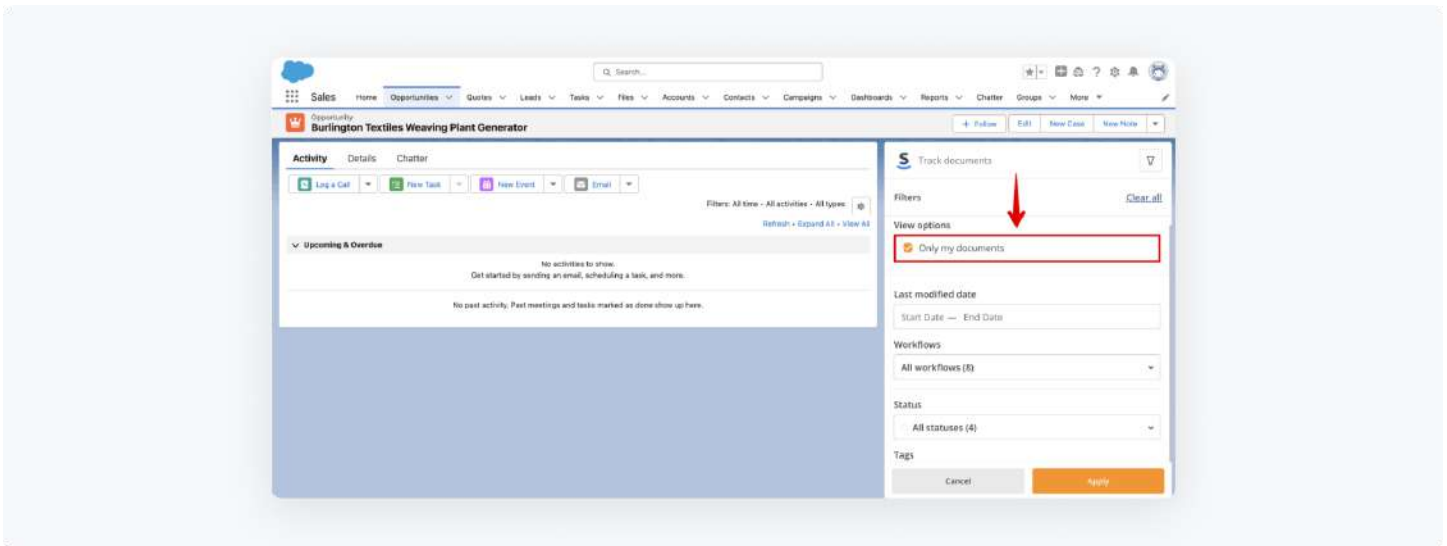 Search...
Sales Home Opportunities Quotes Leads Tasks Files Accounts Contacts Campaigns Dashboards Reports Chatter Groups More
Opportunity
Burlington Textiles Weaving Plant Generator
+ Follow Edit New Case New Note
Activity Details Chatter
Log a Call New Task New Event Email
Filters: All time • All activities • All types
Refresh • Expand All • View All
Upcoming & Overdue
No activities to show.
Get started by sending an email, scheduling a task, and more.
No past activity. Past meetings and tasks marked as done show up here.
S Track documents
Filters Clear all
View options
Only my documents
Last modified date
Start Date — End Date
Workflows
All workflows (8)
Status
All statuses (4)
Tags
Cancel Apply